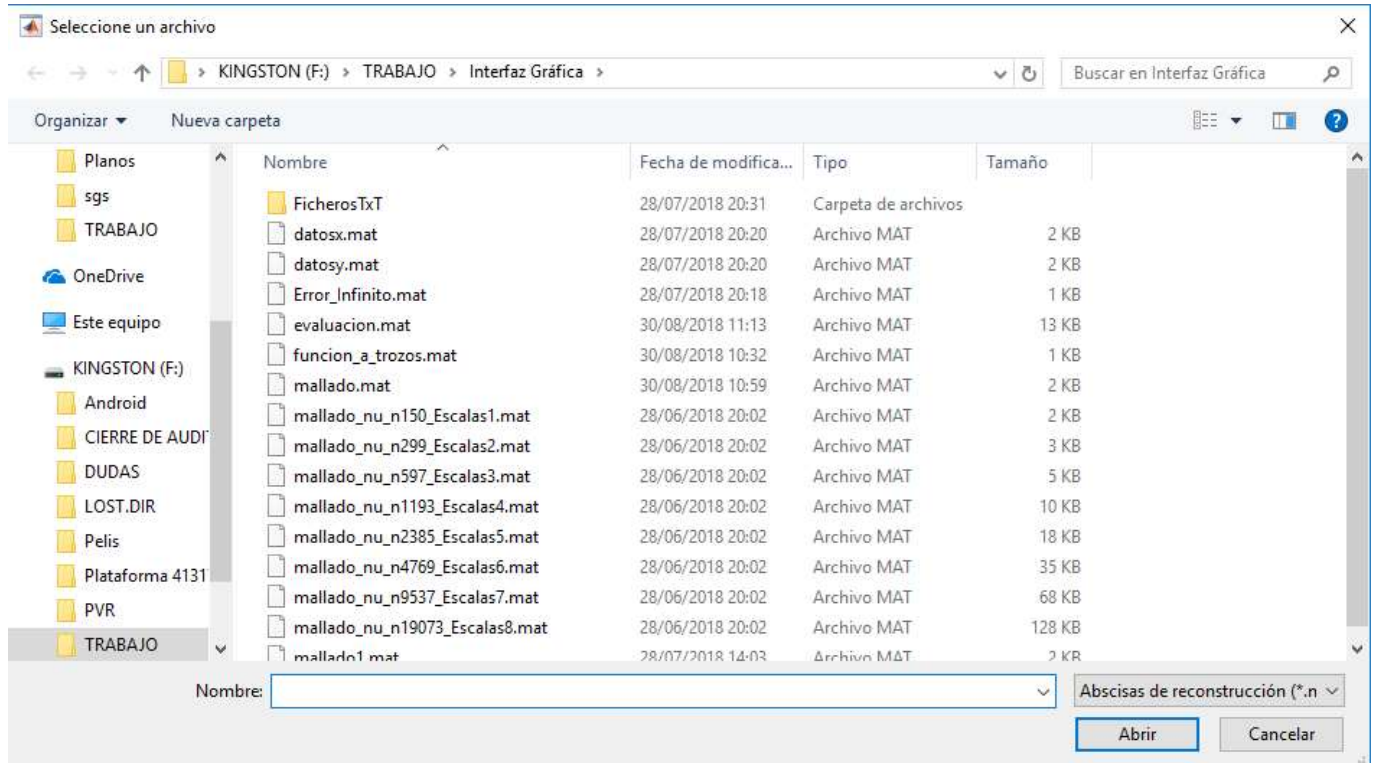 Seleccione un archivo
KINGSTON (F:) > TRABAJO > Interfaz Gráfica >
Buscar en Interfaz Gráfica
Organizar
Nueva carpeta
?
Planos
sgs
TRABAJO
OneDrive
Este equipo
KINGSTON (F:)
Android
CIERRE DE AUDI
DUDAS
LOST.DIR
Pelis
Plataforma 4131
PVR
TRABAJO
Nombre Fecha de modifica... Tipo Tamaño
FicherosTxT 28/07/2018 20:31 Carpeta de archivos
datosx.mat 28/07/2018 20:20 Archivo MAT 2 KB
datosy.mat 28/07/2018 20:20 Archivo MAT 2 KB
Error_Infinito.mat 28/07/2018 20:18 Archivo MAT 1 KB
evaluacion.mat 30/08/2018 11:13 Archivo MAT 13 KB
funcion_a_trozos.mat 30/08/2018 10:32 Archivo MAT 1 KB
mallado.mat 30/08/2018 10:59 Archivo MAT 2 KB
mallado_nu_n150_Escalas1.mat 28/06/2018 20:02 Archivo MAT 2 KB
mallado_nu_n299_Escalas2.mat 28/06/2018 20:02 Archivo MAT 3 KB
mallado_nu_n597_Escalas3.mat 28/06/2018 20:02 Archivo MAT 5 KB
mallado_nu_n1193_Escalas4.mat 28/06/2018 20:02 Archivo MAT 10 KB
mallado_nu_n2385_Escalas5.mat 28/06/2018 20:02 Archivo MAT 18 KB
mallado_nu_n4769_Escalas6.mat 28/06/2018 20:02 Archivo MAT 35 KB
mallado_nu_n9537_Escalas7.mat 28/06/2018 20:02 Archivo MAT 68 KB
mallado_nu_n19073_Escalas8.mat 28/06/2018 20:02 Archivo MAT 128 KB
mallado1.mat 28/07/2018 14:03 Archivo MAT 2 KB
Nombre:
Abscisas de reconstrucción (*.n
Abrir
Cancelar